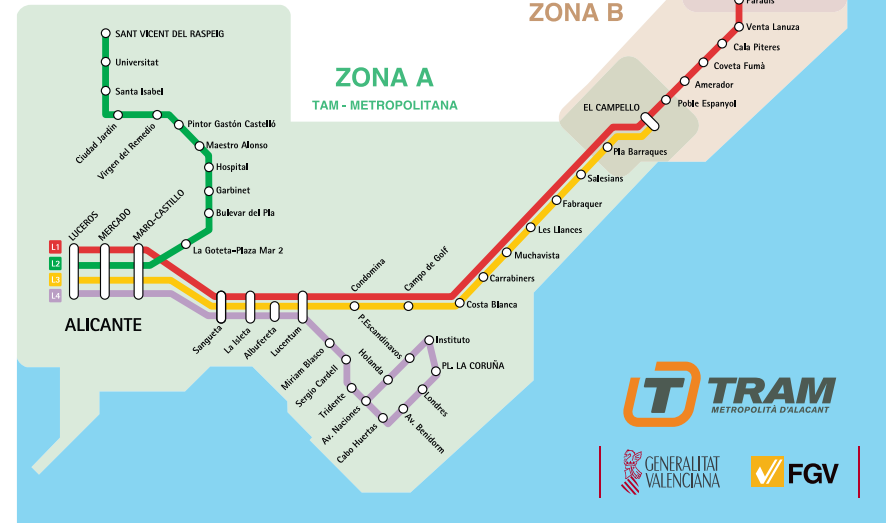 ZONA B
Paradís
Venta Lanuza
Cala Piteres
Coveta Fumà
Amerador
Poble Espanyol
EL CAMPELLO
Pla Barraques
Salesians
Fabraquer
Les Llances
Muchavista
Carrabiners
Costa Blanca
Campo de Golf
Condomina
ZONA A
TAM - METROPOLITANA
SANT VICENT DEL RASPEIG
Universitat
Santa Isabel
Ciudad Jardín
Virgen del Remedio
Pintor Gastón Castelló
Maestro Alonso
Hospital
Garbinet
Bulevar del Pla
La Goteta-Plaza Mar 2
LUCEROS
MERCADO
MARQ-CASTILLO
L1
L2
L3
L4
ALICANTE
Sangueta
La Isleta
Albufereta
Lucentum
Miriam Blasco
Sergio Cardell
Tridente
Av. Naciones
Cabo Huertas
Av. Benidorm
Londres
PL. LA CORUÑA
Instituto
P.Escandinavos
Holanda
TRAM
METROPOLITÀ D'ALACANT
GENERALITAT
VALENCIANA
FGV